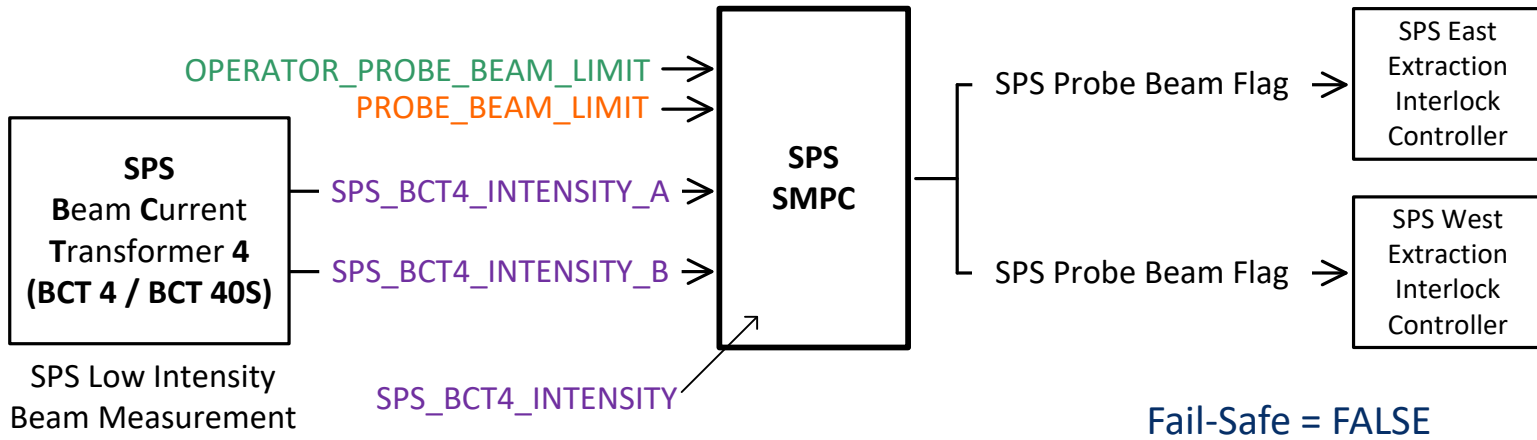 OPERATOR_PROBE_BEAM_LIMIT
PROBE_BEAM_LIMIT
SPS
Beam Current
Transformer 4
(BCT 4 / BCT 40S)
SPS Low Intensity
Beam Measurement
SPS_BCT4_INTENSITY_A
SPS_BCT4_INTENSITY_B
SPS_BCT4_INTENSITY
SPS
SMPC
SPS Probe Beam Flag
SPS East
Extraction
Interlock
Controller
SPS Probe Beam Flag
SPS West
Extraction
Interlock
Controller
Fail-Safe = FALSE